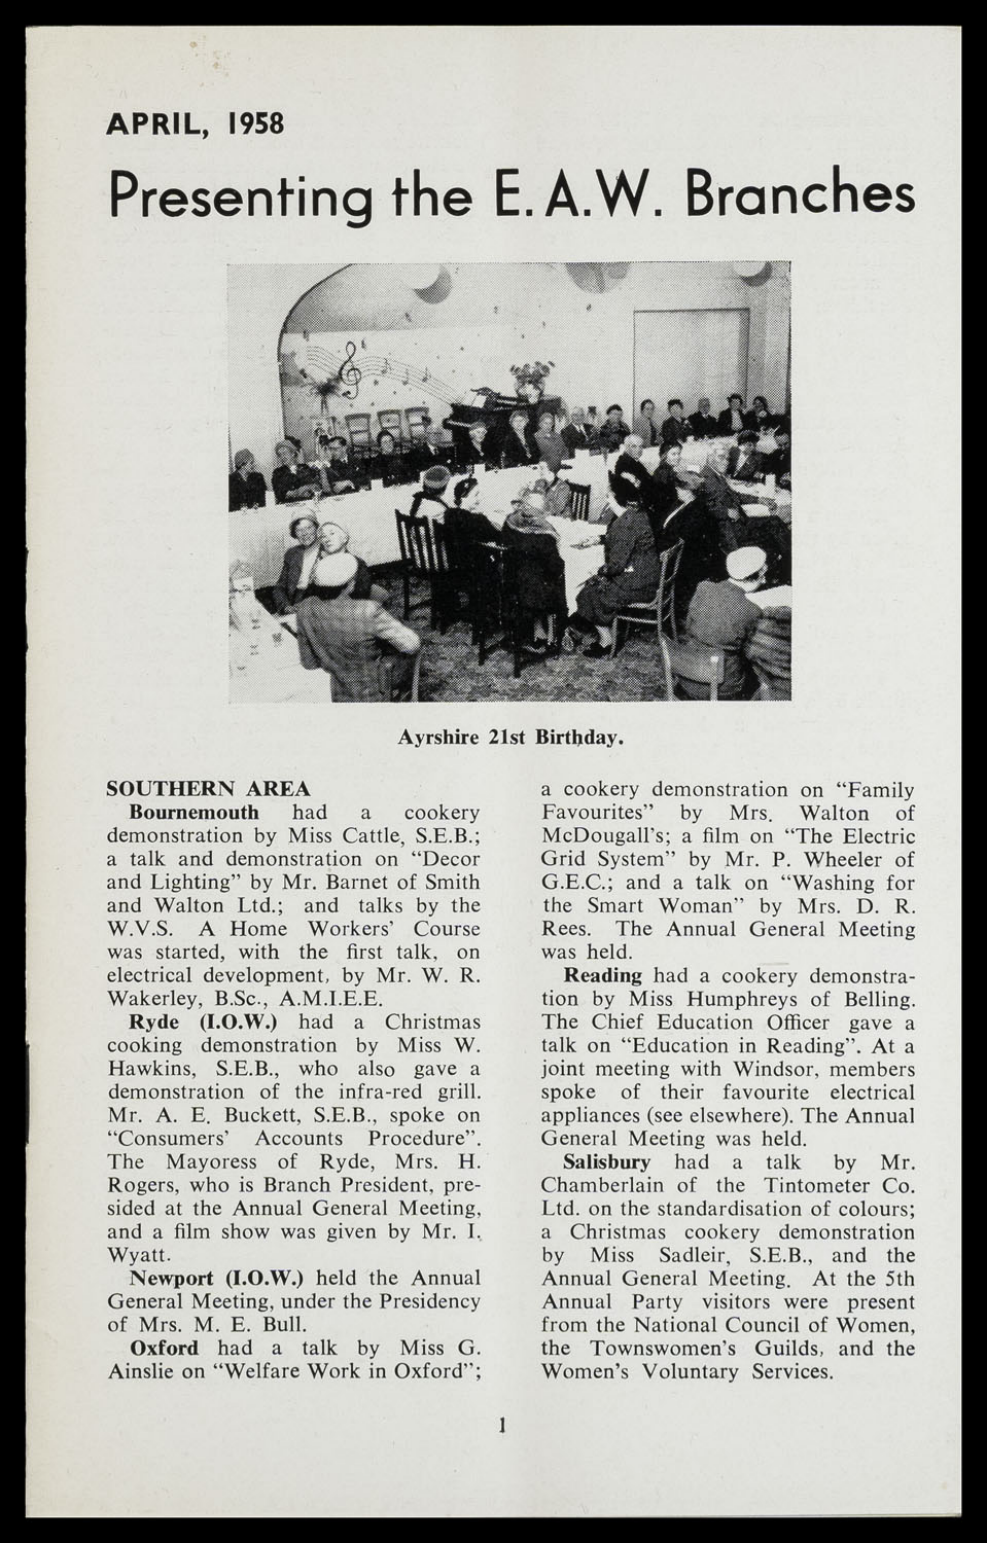 APRIL, 1958
Presenting the E.A.W. Branches
Ayrshire 21st Birthday.
SOUTHERN AREA
Bournemouth had a cookery
demonstration by Miss Cattle, S.E.B.;
a talk and demonstration on “Decor
and Lighting” by Mr. Barnet of Smith
and Walton Ltd.; and talks by the
W.V.S. A Home Workers’ Course
was started, with the first talk, on
electrical development, by Mr. W. R.
Wakerley, B.Sc., A.M.I.E.E.
Ryde (I.O.W.) had a Christmas
cooking demonstration by Miss W.
Hawkins, S.E.B., who also gave a
demonstration of the infra-red grill.
Mr. A. E. Buckett, S.E.B., spoke on
“Consumers’ Accounts Procedure”.
The Mayoress of Ryde, Mrs. H.
Rogers, who is Branch President, pre-
sided at the Annual General Meeting,
and a film show was given by Mr. I.
Wyatt.
Newport (I.O.W.) held the Annual
General Meeting, under the Presidency
of Mrs. M. E. Bull.
Oxford had a talk by Miss G.
Ainslie on “Welfare Work in Oxford”;
a cookery demonstration on “Family
Favourites” by Mrs. Walton of
McDougall’s; a film on “The Electric
Grid System” by Mr. P. Wheeler of
G.E.C.; and a talk on “Washing for
the Smart Woman” by Mrs. D. R.
Rees. The Annual General Meeting
was held.
Reading had a cookery demonstra-
tion by Miss Humphreys of Belling.
The Chief Education Officer gave a
talk on “Education in Reading”. At a
joint meeting with Windsor, members
spoke of their favourite electrical
appliances (see elsewhere). The Annual
General Meeting was held.
Salisbury had a talk by Mr.
Chamberlain of the Tintometer Co.
Ltd. on the standardisation of colours;
a Christmas cookery demonstration
by Miss Sadleir, S.E.B., and the
Annual General Meeting. At the 5th
Annual Party visitors were present
from the National Council of Women,
the Townswomen’s Guilds, and the
Women’s Voluntary Services.
1